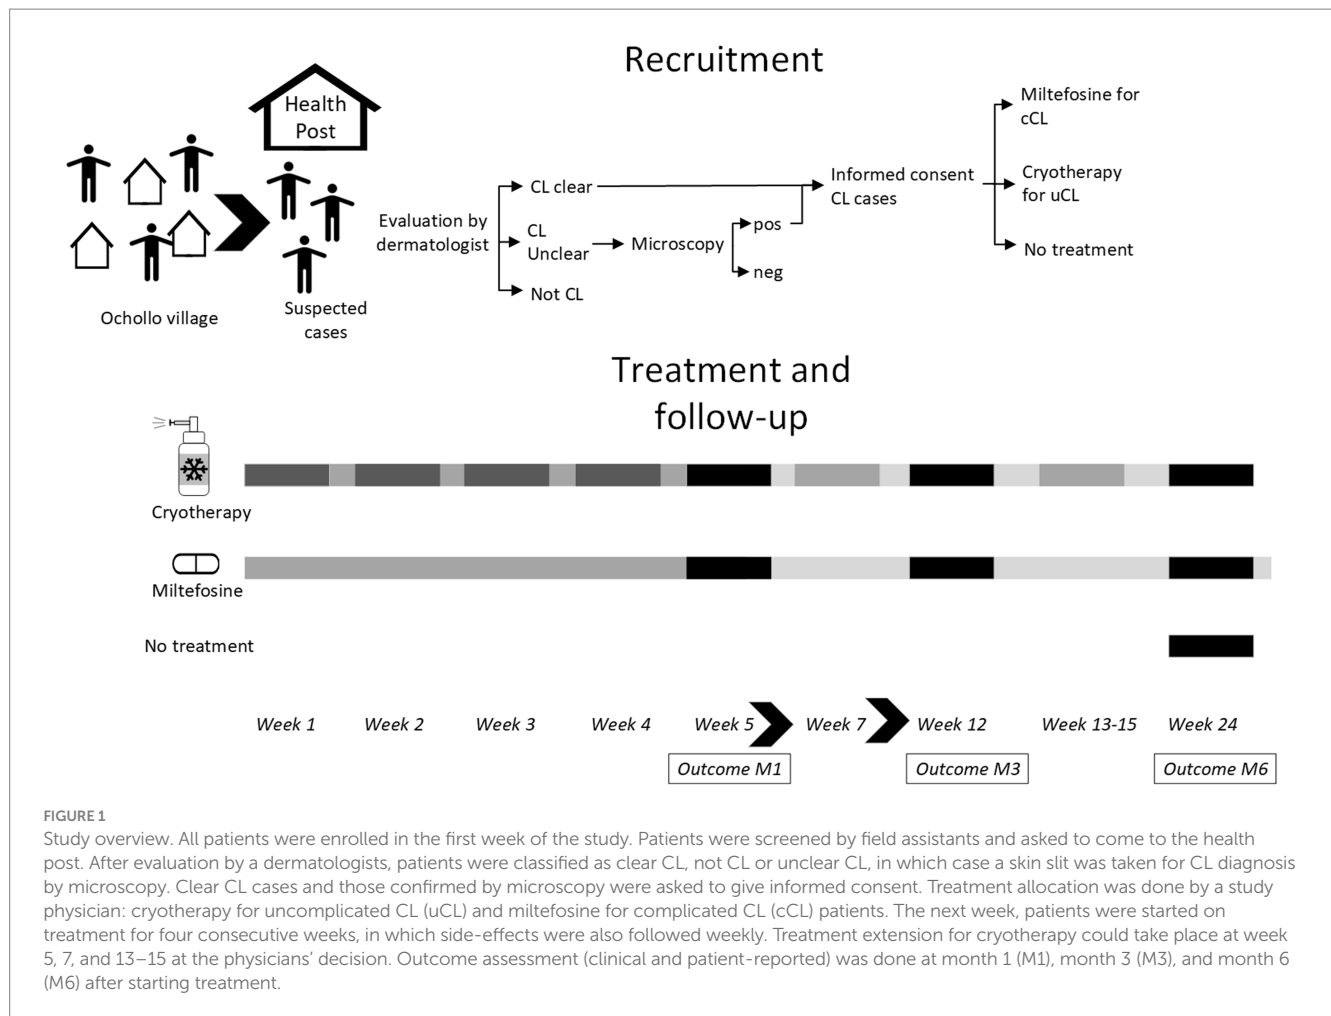 Recruitment
Health
Post
Ochollo village
Suspected
cases
Evaluation by
dermatologist
CL clear
CL
Unclear
Not CL
Microscopy
pos
neg
Informed consent
CL cases
Miltefosine for
cCL
Cryotherapy
for uCL
No treatment
Treatment and
follow-up
Cryotherapy
Miltefosine
No treatment
Week 1
Week 2
Week 3
Week 4
Week 5
Week 7
Week 12
Week 13-15
Week 24
Outcome M1
Outcome M3
Outcome M6
FIGURE 1
Study overview. All patients were enrolled in the first week of the study. Patients were screened by field assistants and asked to come to the health
post. After evaluation by a dermatologists, patients were classified as clear CL, not CL or unclear CL, in which case a skin slit was taken for CL diagnosis
by microscopy. Clear CL cases and those confirmed by microscopy were asked to give informed consent. Treatment allocation was done by a study
physician: cryotherapy for uncomplicated CL (uCL) and miltefosine for complicated CL (cCL) patients. The next week, patients were started on
treatment for four consecutive weeks, in which side-effects were also followed weekly. Treatment extension for cryotherapy could take place at week
5, 7, and 13–15 at the physicians’ decision. Outcome assessment (clinical and patient-reported) was done at month 1 (M1), month 3 (M3), and month 6
(M6) after starting treatment.